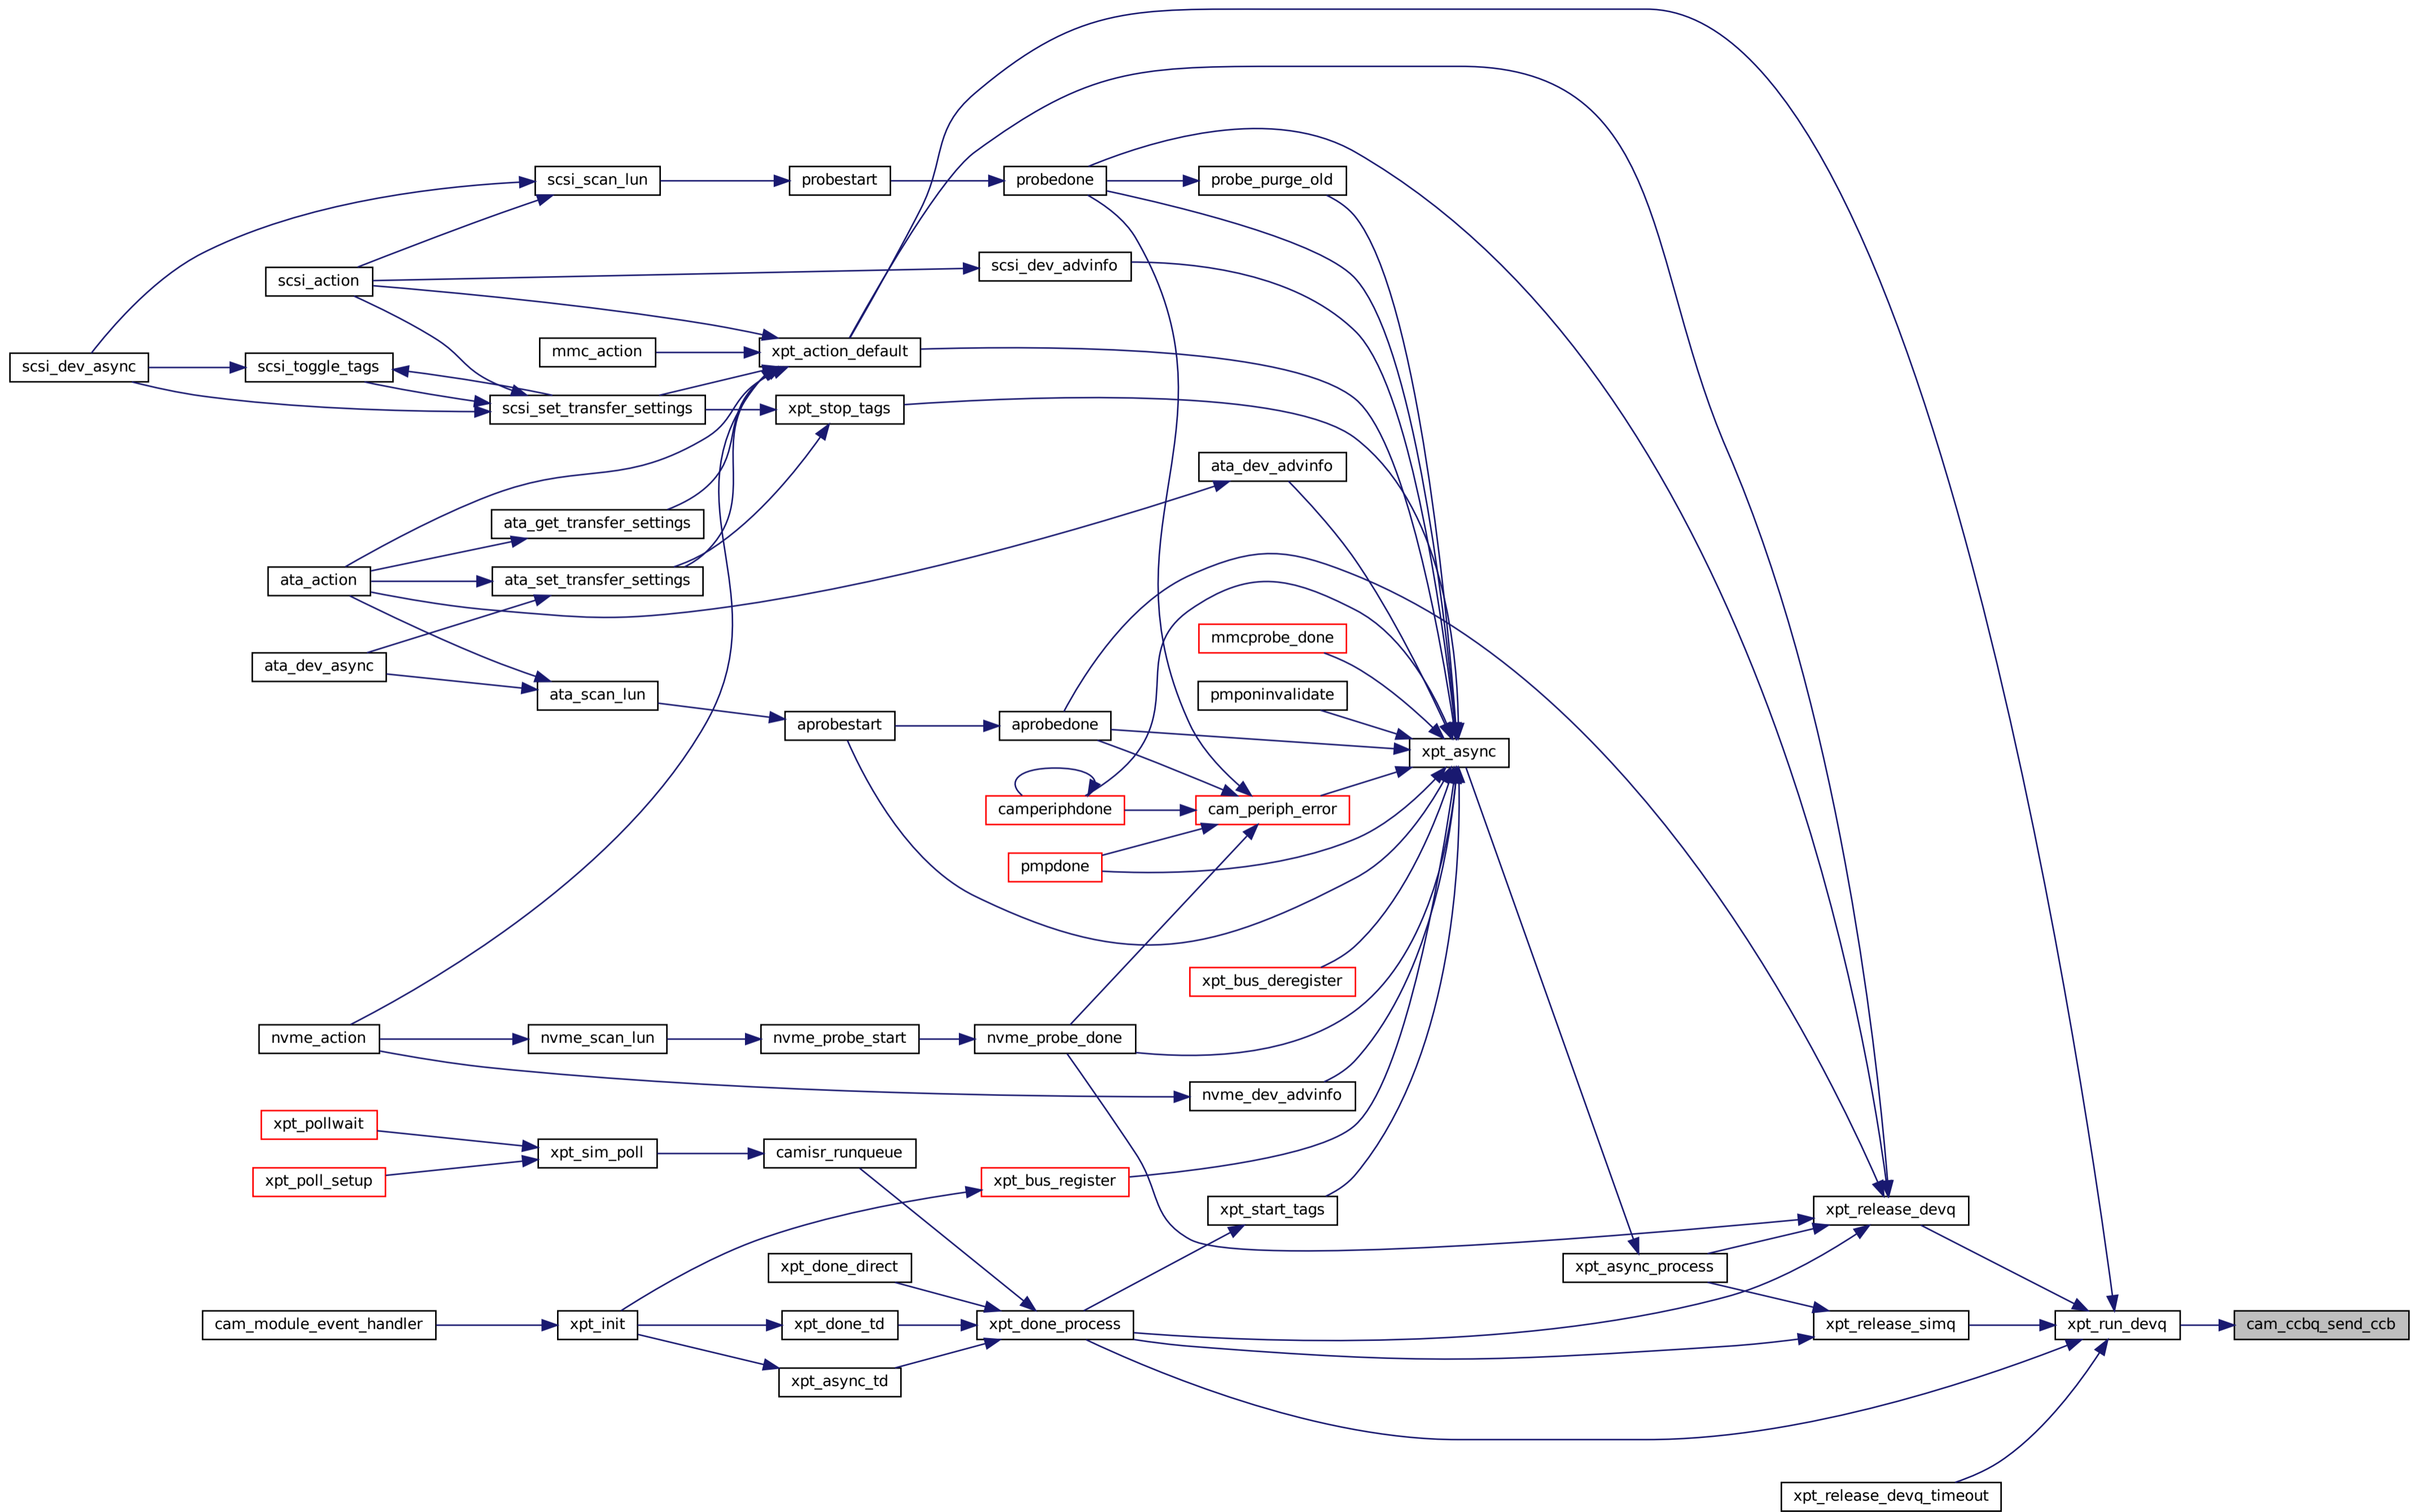 scsi_scan_lun
probestart
probedone
probe_purge_old
scsi_action
scsi_dev_advinfo
scsi_dev_async
scsi_toggle_tags
mmc_action
xpt_action_default
scsi_set_transfer_settings
xpt_stop_tags
ata_dev_advinfo
ata_get_transfer_settings
ata_action
ata_set_transfer_settings
mmcprobe_done
ata_dev_async
ata_scan_lun
pmponinvalidate
aprobestart
aprobedone
xpt_async
camperiphdone
cam_periph_error
pmpdone
xpt_bus_deregister
nvme_action
nvme_scan_lun
nvme_probe_start
nvme_probe_done
nvme_dev_advinfo
xpt_pollwait
xpt_sim_poll
camisr_runqueue
xpt_poll_setup
xpt_bus_register
xpt_start_tags
xpt_release_devq
xpt_done_direct
xpt_async_process
cam_module_event_handler
xpt_init
xpt_done_td
xpt_done_process
xpt_release_simq
xpt_run_devq
cam_ccbq_send_ccb
xpt_async_td
xpt_release_devq_timeout